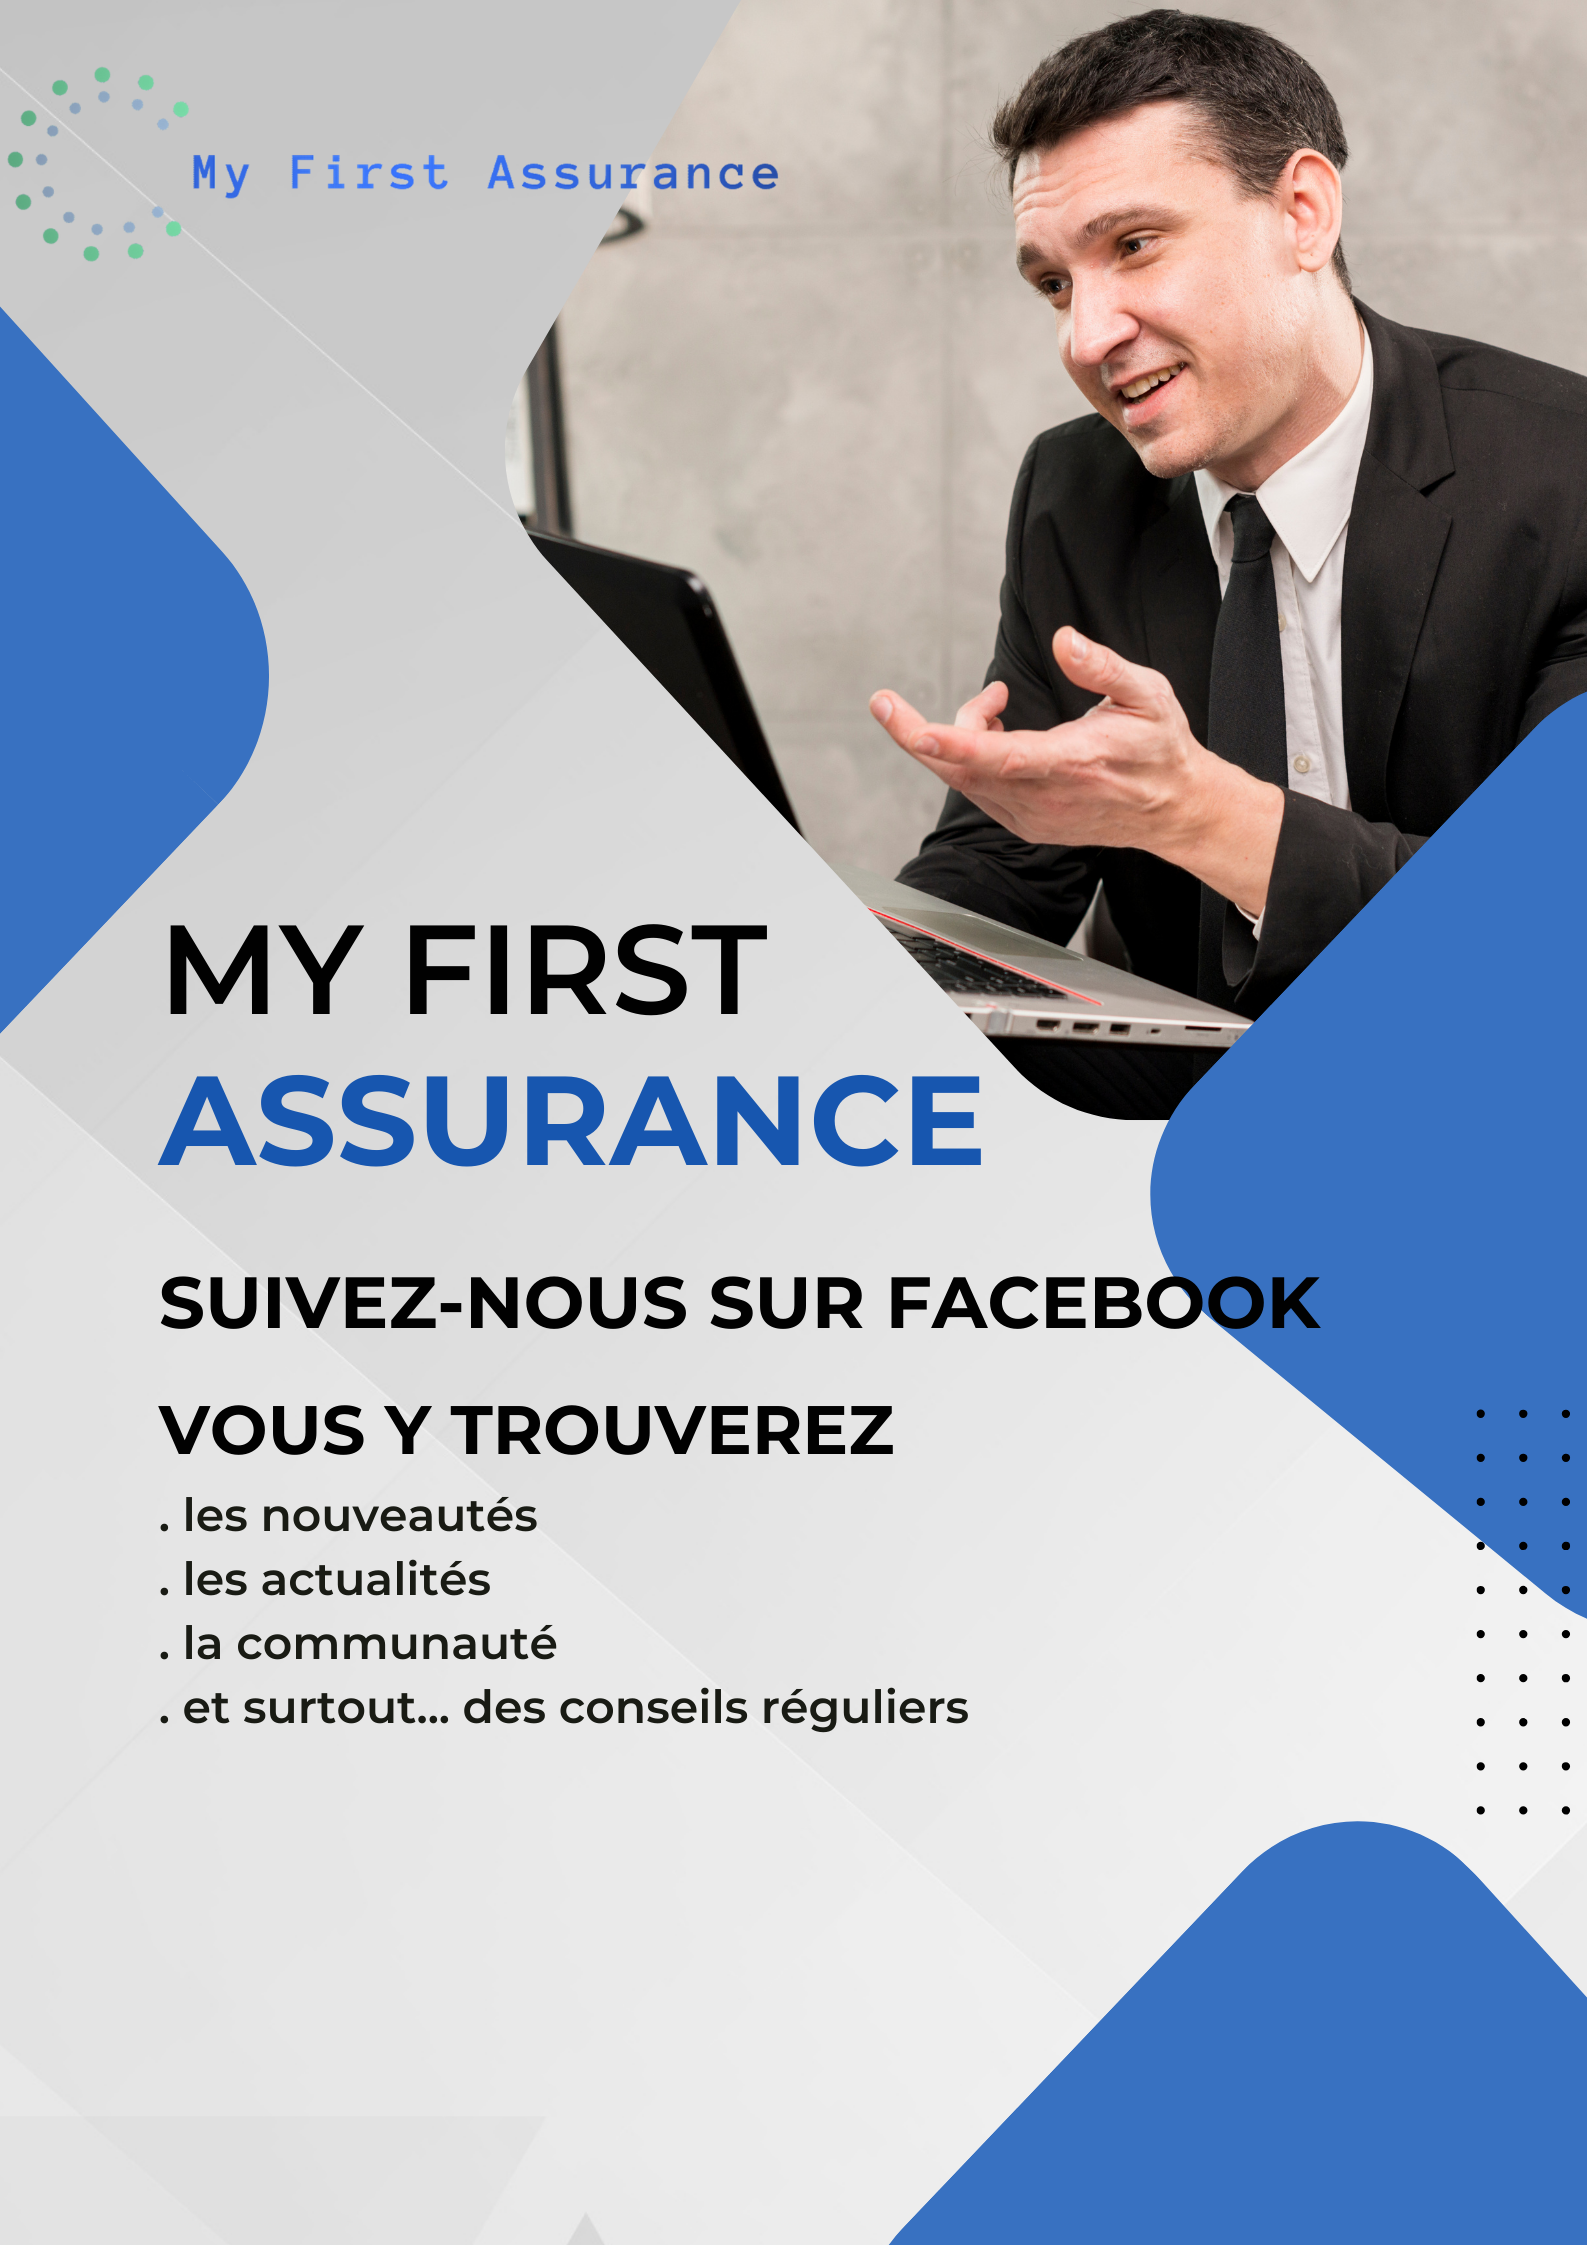 My First Assurance
MY FIRST
ASSURANCE
SUIVEZ-NOUS SUR FACEBOOK
VOUS Y TROUVEREZ
. les nouveautés
. les actualités
. la communauté
. et surtout... des conseils réguliers